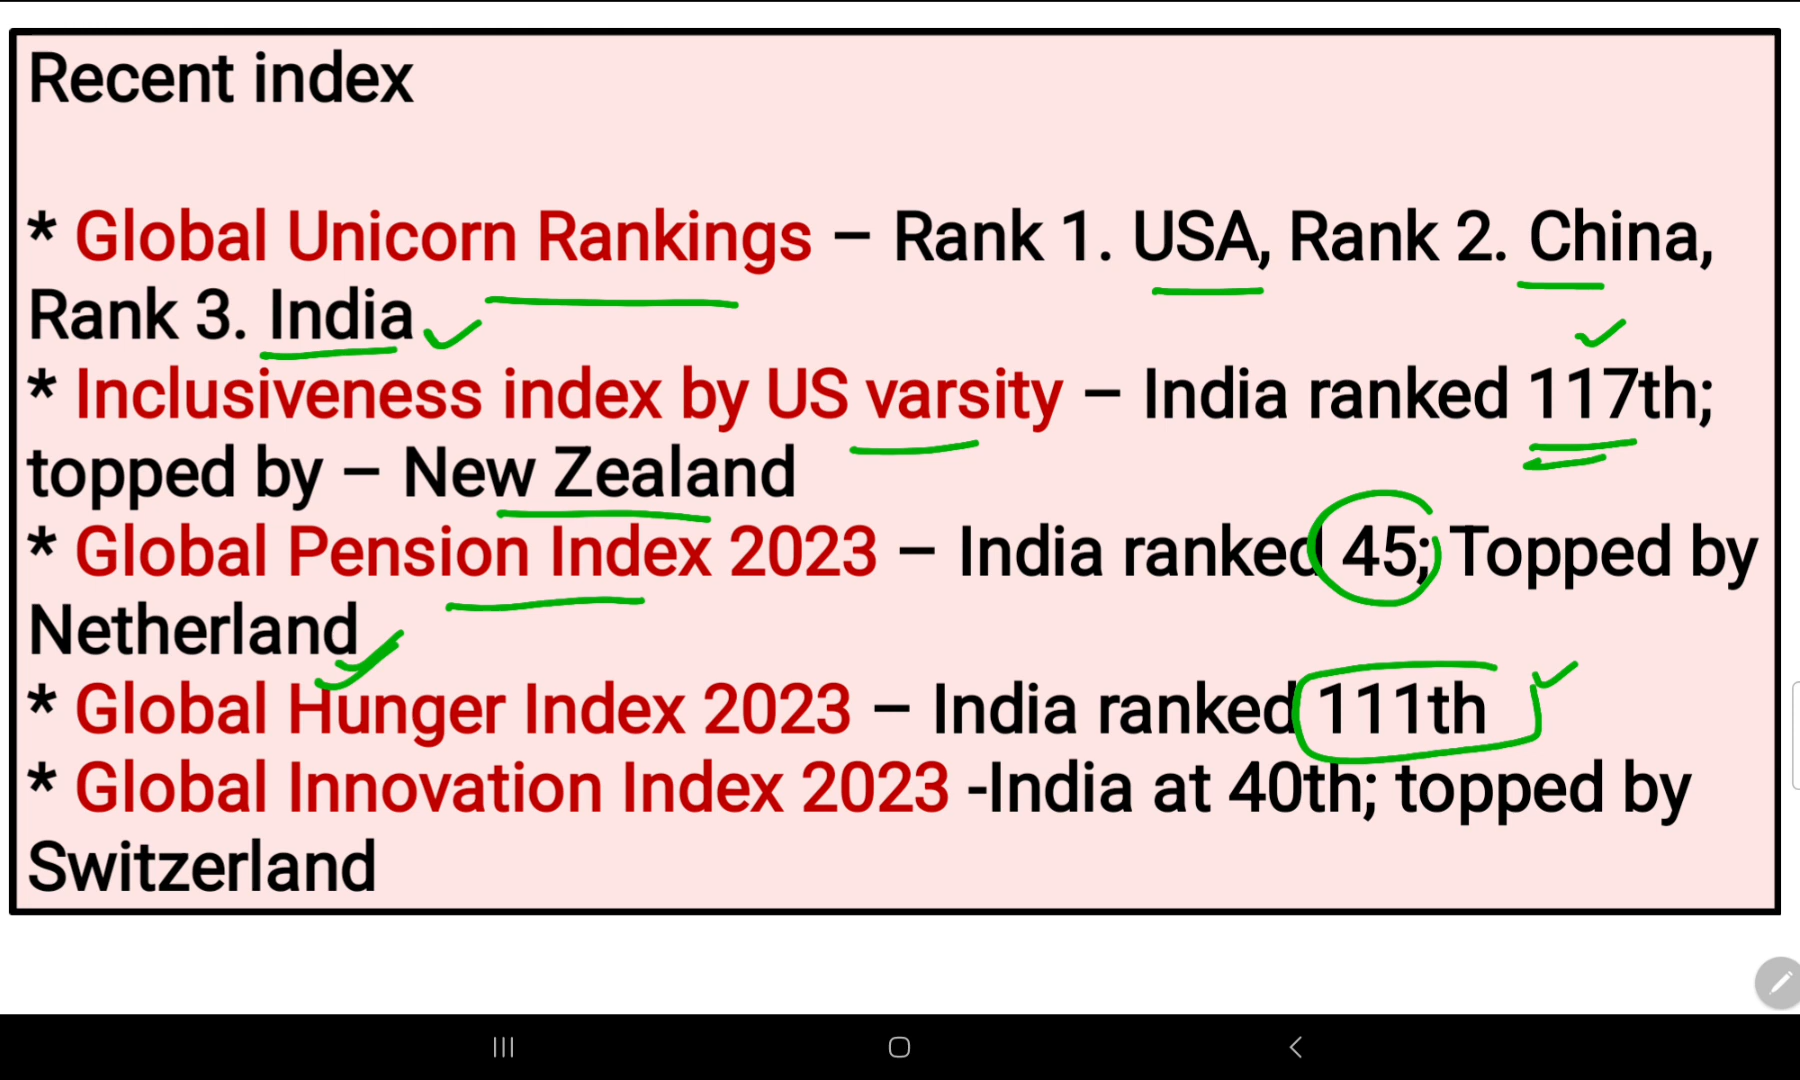 Recent index
* Global Unicorn Rankings – Rank 1. USA, Rank 2. China,
Rank 3. India
* Inclusiveness index by US varsity – India ranked 117th;
topped by – New Zealand
* Global Pension Index 2023 – India ranked 45; Topped by
Netherland
* Global Hunger Index 2023 – India ranked 111th
* Global Innovation Index 2023 -India at 40th; topped by
Switzerland